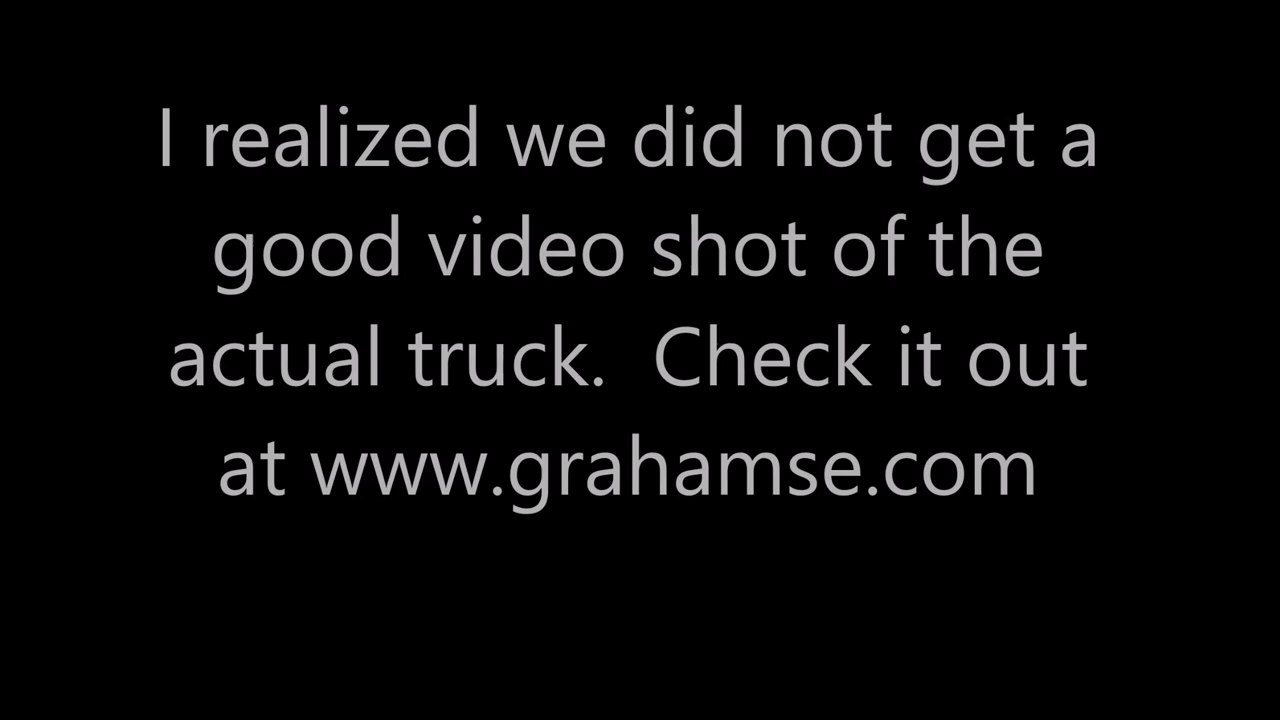 I realized we did not get a
good video shot of the
actual truck.  Check it out
at www.grahamse.com